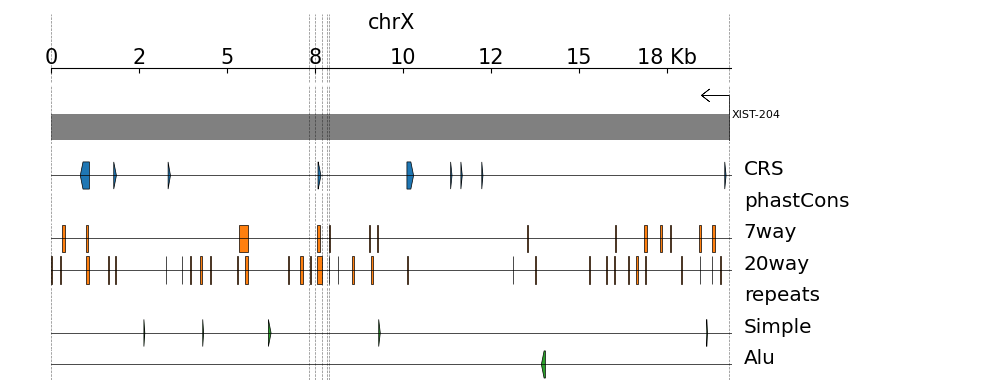 chrX
0 2 5 8 10 12 15 18 Kb
XIST-204
CRS
phastCons
7way
20way
repeats
Simple
Alu